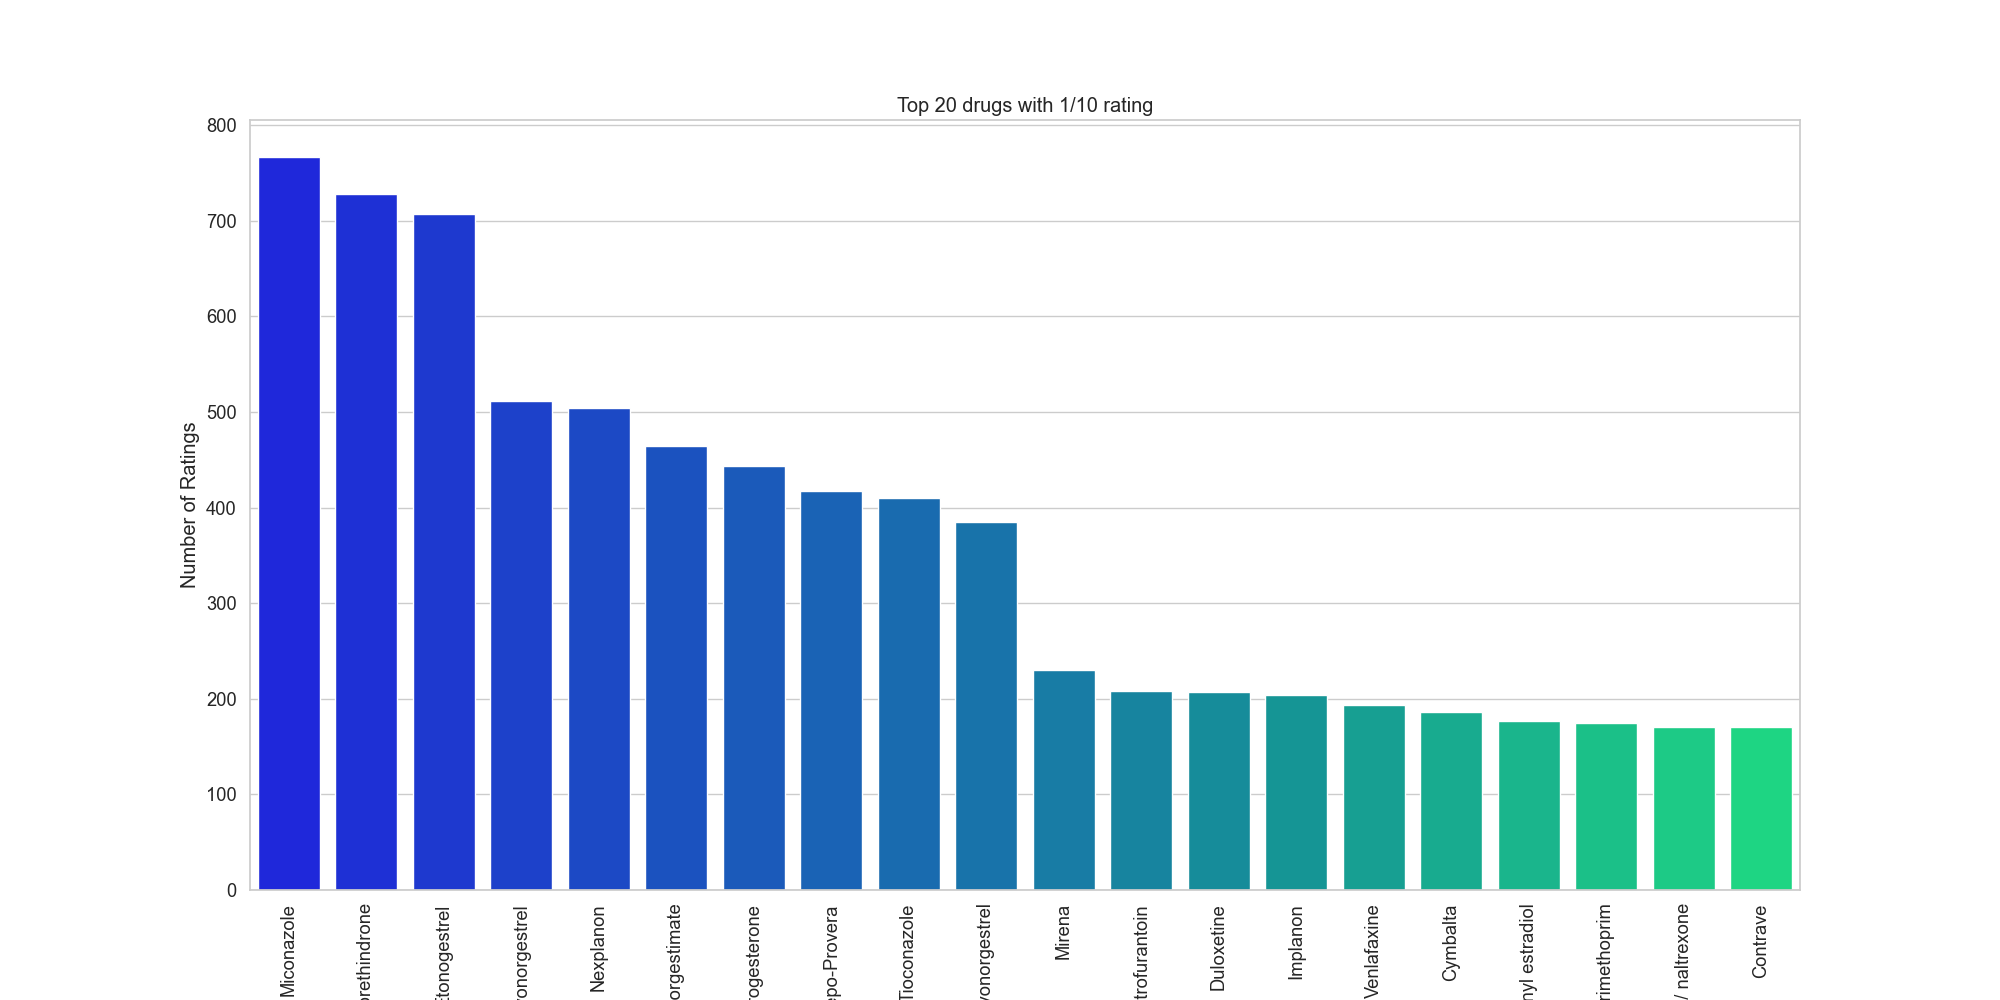 Top 20 drugs with 1/10 rating
Number of Ratings
800
700
600
500
400
300
200
100
0
Miconazole
orethindrone
Etonogestrel
vonorgestrel
Nexplanon
orgestimate
rogesterone
epo-Provera
Tioconazole
vonorgestrel
Mirena
trofurantoin
Duloxetine
Implanon
Venlafaxine
Cymbalta
nyl estradiol
rimethoprim
/ naltrexone
Contrave